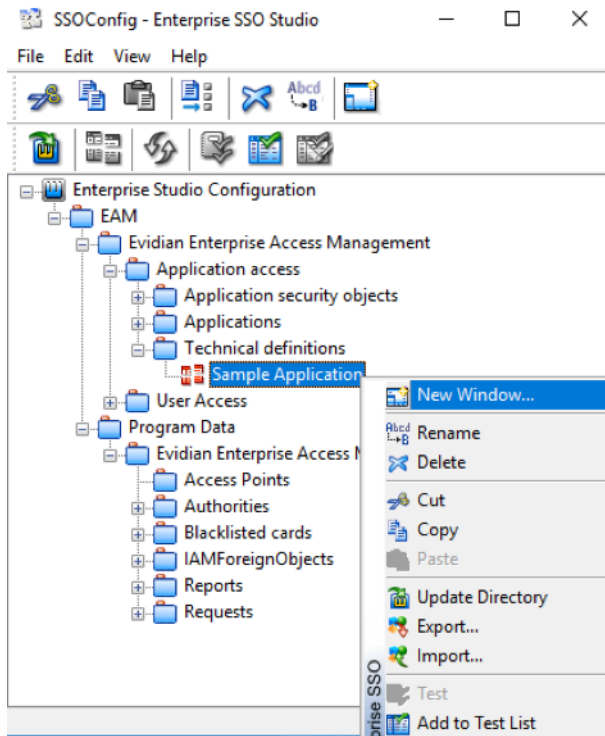 SSOConfig - Enterprise SSO Studio
File Edit View Help
Abcd
B
Enterprise Studio Configuration
EAM
Evidian Enterprise Access Management
Application access
Application security objects
Applications
Technical definitions
Sample Application
User Access
Program Data
Evidian Enterprise Access
Access Points
Authorities
Blacklisted cards
IAMForeignObjects
Reports
Requests
New Window...
Abcd
B
Rename
Delete
Cut
Copy
Paste
Update Directory
Export...
Import...
Test
Add to Test List
prise SSO